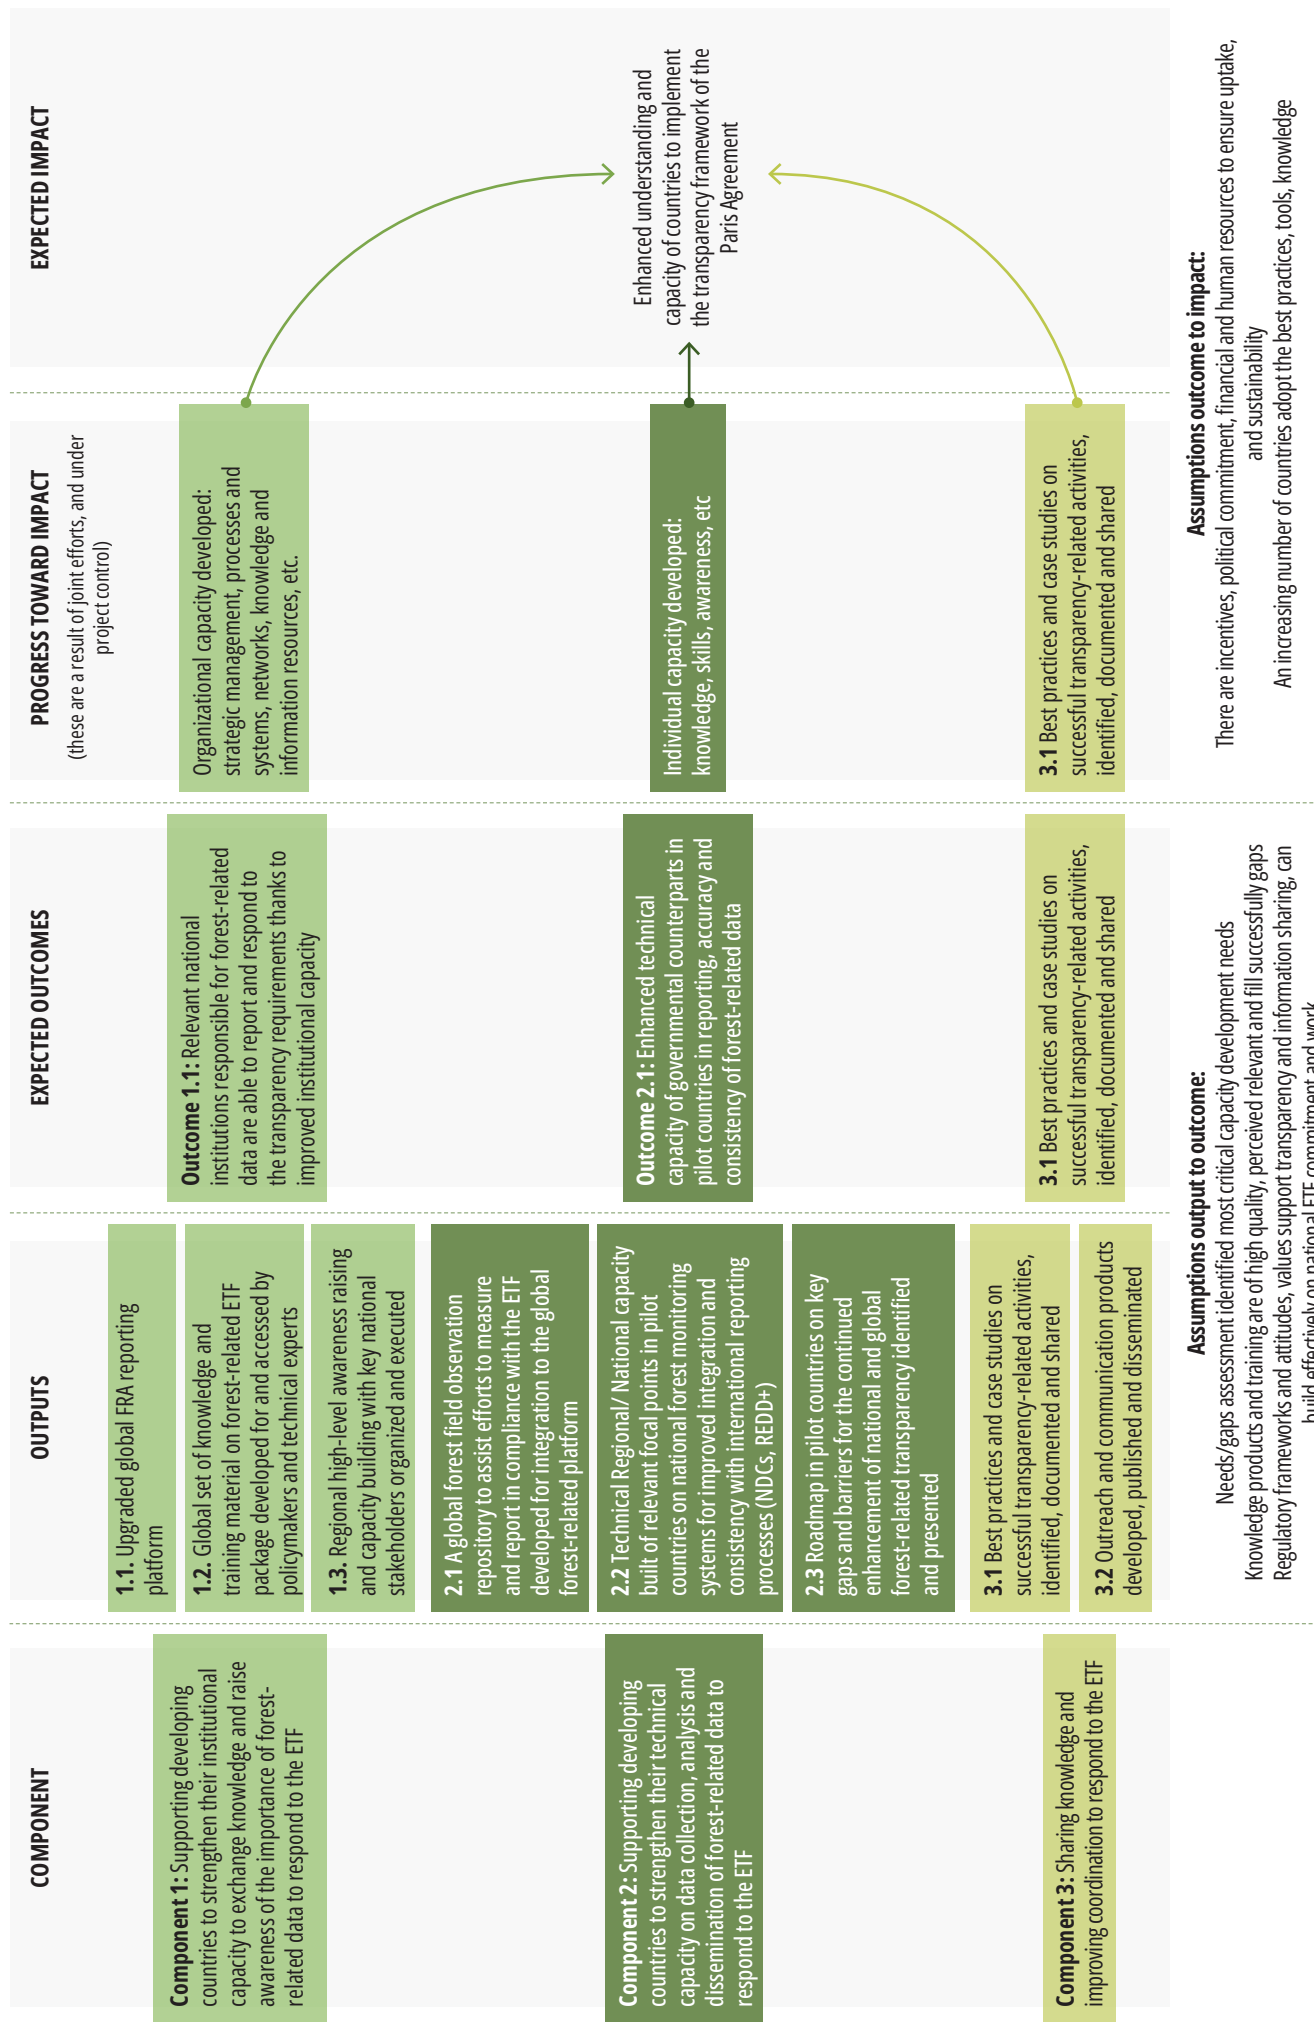 COMPONENT
Component 1: Supporting developing
countries to strengthen their institutional
capacity to exchange knowledge and raise
awareness of the importance of forest-
related data to respond to the ETF
Component 2: Supporting developing
countries to strengthen their technical
capacity on data collection, analysis and
dissemination of forest-related data to
respond to the ETF
Component 3: Sharing knowledge and
improving coordination to respond to the ETF
OUTPUTS
1.1. Upgraded global FRA reporting
platform
1.2. Global set of knowledge and
training material on forest-related ETF
package developed for and accessed by
policymakers and technical experts
1.3. Regional high-level awareness raising
and capacity building with key national
stakeholders organized and executed
2.1 A global forest field observation
repository to assist efforts to measure
and report in compliance with the ETF
developed for integration to the global
forest-related platform
2.2 Technical Regional/ National capacity
built of relevant focal points in pilot
countries on national forest monitoring
systems for improved integration and
consistency with international reporting
processes (NDCs, REDD+)
2.3 Roadmap in pilot countries on key
gaps and barriers for the continued
enhancement of national and global
forest-related transparency identified
and presented
3.1 Best practices and case studies on
successful transparency-related activities,
identified, documented and shared
3.2 Outreach and communication products
developed, published and disseminated
EXPECTED OUTCOMES
Outcome 1.1: Relevant national
institutions responsible for forest-related
data are able to report and respond to
the transparency requirements thanks to
improved institutional capacity
Outcome 2.1: Enhanced technical
capacity of governmental counterparts in
pilot countries in reporting, accuracy and
consistency of forest-related data
3.1 Best practices and case studies on
successful transparency-related activities,
identified, documented and shared
PROGRESS TOWARD IMPACT
(these are a result of joint efforts, and under
project control)
Organizational capacity developed:
strategic management, processes and
systems, networks, knowledge and
information resources, etc.
Individual capacity developed:
knowledge, skills, awareness, etc
3.1 Best practices and case studies on
successful transparency-related activities,
identified, documented and shared
EXPECTED IMPACT
Enhanced understanding and
capacity of countries to implement
the transparency framework of the
Paris Agreement
Assumptions output to outcome:
Needs/gaps assessment identified most critical capacity development needs
Knowledge products and training are of high quality, perceived relevant and fill successfully gaps
Regulatory frameworks and attitudes, values support transparency and information sharing, can
build effectively on national ETF commitment and work
Assumptions outcome to impact:
There are incentives, political commitment, financial and human resources to ensure uptake,
and sustainability
An increasing number of countries adopt the best practices, tools, knowledge